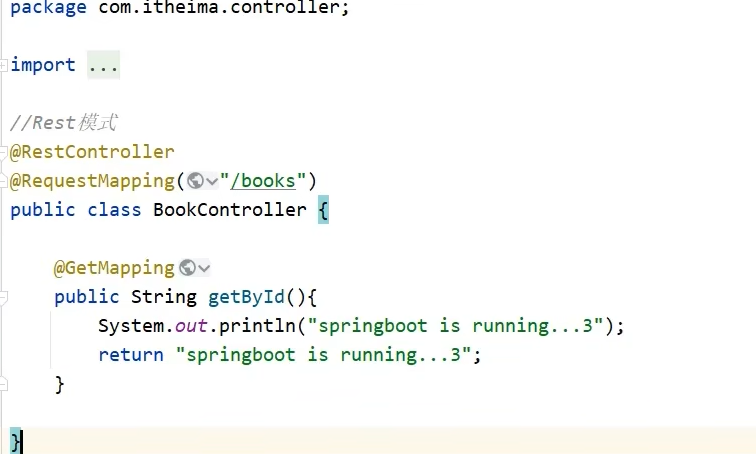 package com.itheima.controller;
import ...
//Rest模式
@RestController
@RequestMapping("/books")
public class BookController {
@GetMapping
public String getById(){
System.out.println("springboot is running...3");
return "springboot is running...3";
}
}